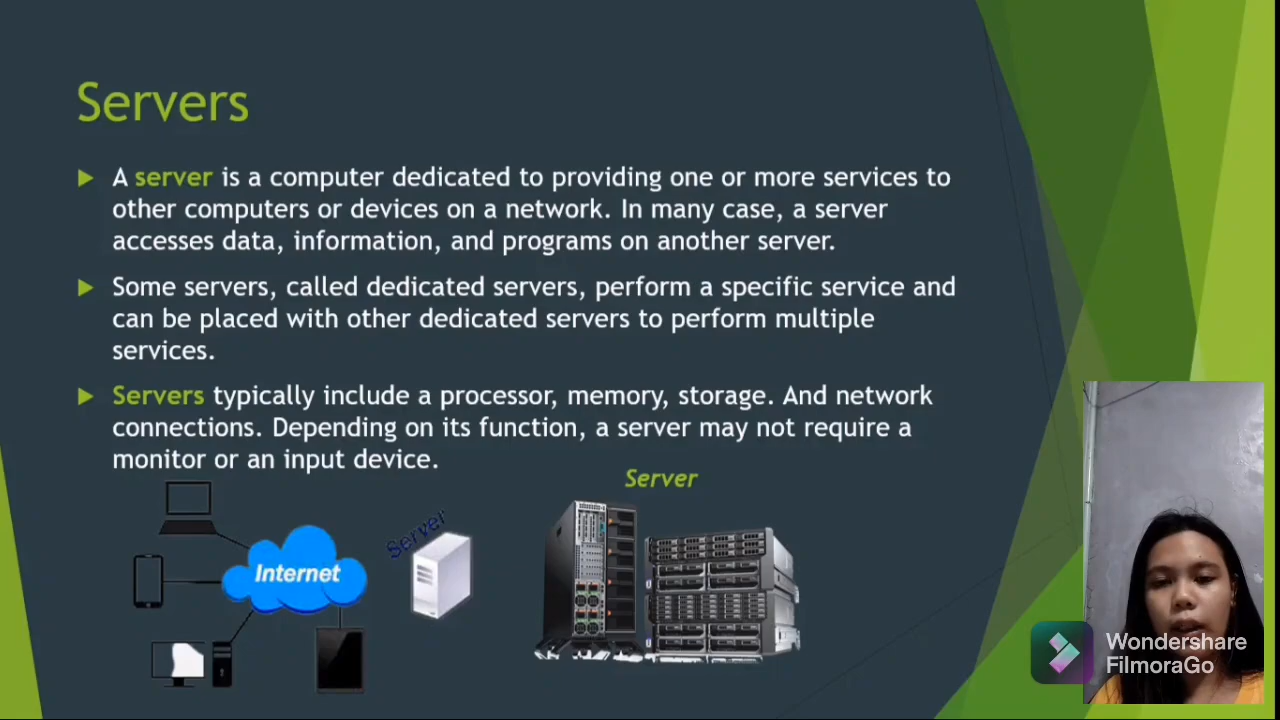 Servers
A server is a computer dedicated to providing one or more services to
other computers or devices on a network. In many case, a server
accesses data, information, and programs on another server.
Some servers, called dedicated servers, perform a specific service and
can be placed with other dedicated servers to perform multiple
services.
Servers typically include a processor, memory, storage. And network
connections. Depending on its function, a server may not require a
monitor or an input device.
Server
Server
Internet
Wondershare
FilmoraGo